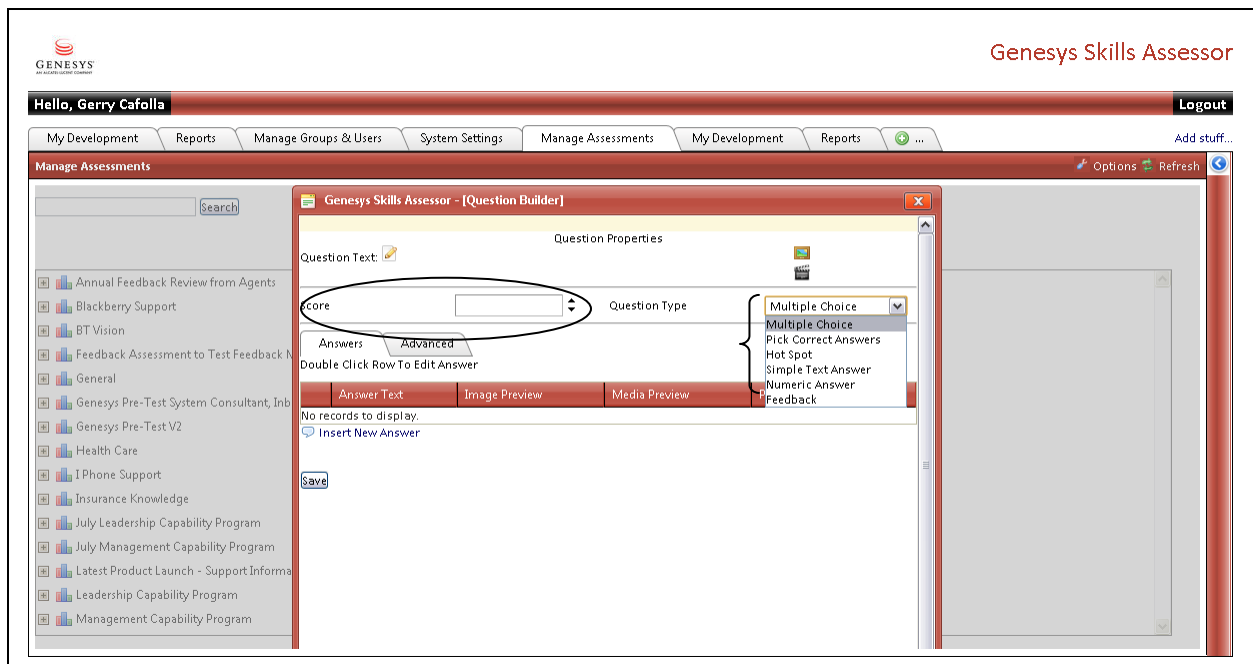 GENESYS
AN ALCATEL-LUCENT COMPANY
Genesys Skills Assessor
Hello, Gerry Cafolla
Logout
My Development Reports Manage Groups & Users System Settings Manage Assessments My Development Reports ...
Add stuff...
Manage Assessments
Options Refresh
Search
Genesys Skills Assessor - [Question Builder]
Question Properties
Question Text:
Score
Question Type
Multiple Choice
Multiple Choice
Pick Correct Answers
Hot Spot
Simple Text Answer
Numeric Answer
Feedback
Answers Advanced
Double Click Row To Edit Answer
Answer Text Image Preview Media Preview
No records to display.
Insert New Answer
Save
Annual Feedback Review from Agents
Blackberry Support
BT Vision
Feedback Assessment to Test Feedback N
General
Genesys Pre-Test System Consultant, Inb
Genesys Pre-Test V2
Health Care
I Phone Support
Insurance Knowledge
July Leadership Capability Program
July Management Capability Program
Latest Product Launch - Support Informa
Leadership Capability Program
Management Capability Program